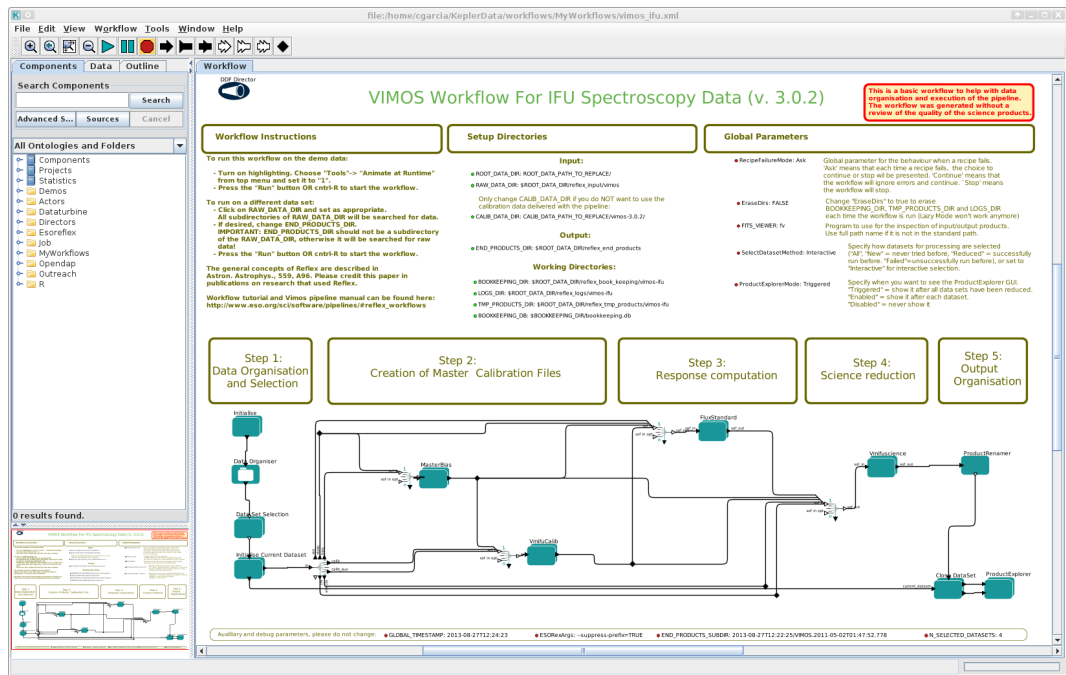 file:/home/cgarcia/KeplerData/workflows/MyWorkflows/vimos_ifu.xml
File Edit View Workflow Tools Window Help
Components Data Outline
Workflow
Search Components
Search
Advanced S... Sources Cancel
All Ontologies and Folders
Components
Projects
Statistics
Demos
Actors
Dataturbine
Directors
Esoreflex
Job
MyWorkflows
Opendap
Outreach
R
0 results found.
DDF Director
VIMOS Workflow For IFU Spectroscopy Data (v. 3.0.2)
This is a basic workflow to help with data
organisation and execution of the pipeline.
The workflow was generated without a
review of the quality of the science products.
Workflow Instructions
To run this workflow on the demo data:
- Turn on highlighting. Choose "Tools"-> "Animate at Runtime"
from top menu and set it to "1".
- Press the "Run" button OR cntrl-R to start the workflow.
To run on a different data set:
- Click on RAW_DATA_DIR and set as appropriate.
All subdirectories of RAW_DATA_DIR will be searched for data.
- If desired, change END_PRODUCTS_DIR.
IMPORTANT: END_PRODUCTS_DIR should not be a subdirectory
of the RAW_DATA_DIR, otherwise it will be searched for raw
data!
- Press the "Run" button OR cntrl-R to start the workflow.
The general concepts of Reflex are described in
Astron. Astrophys., 559, A96. Please credit this paper in
publications on research that used Reflex.
Workflow tutorial and Vimos pipeline manual can be found here:
http://www.eso.org/sci/software/pipelines/#reflex_workflows
Setup Directories
Input:
ROOT_DATA_DIR: ROOT_DATA_PATH_TO_REPLACE/
RAW_DATA_DIR: $ROOT_DATA_DIR/reflex_input/vimos
Only change CALIB_DATA_DIR if you do NOT want to use the
calibration data delivered with the pipeline:
CALIB_DATA_DIR: CALIB_DATA_PATH_TO_REPLACE/vimos-3.0.2/
Output:
END_PRODUCTS_DIR: $ROOT_DATA_DIR/reflex_end_products
Working Directories:
BOOKKEEPING_DIR: $ROOT_DATA_DIR/reflex_book_keeping/vimos-ifu
LOGS_DIR: $ROOT_DATA_DIR/reflex_logs/vimos-ifu
TMP_PRODUCTS_DIR: $ROOT_DATA_DIR/reflex_tmp_products/vimos-ifu
BOOKKEEPING_DB: $BOOKKEEPING_DIR/bookkeeping.db
Global Parameters
RecipeFailureMode: Ask
Global parameter for the behaviour when a recipe fails.
'Ask' means that each time a recipe fails, the choice to
continue or stop wil be presented. 'Continue' means that
the workflow will ignore errors and continue. `Stop' means
the workflow will stop.
EraseDirs: FALSE
Change "EraseDirs" to true to erase
BOOKKEEPING_DIR, TMP_PRODUCTS_DIR and LOGS_DIR
each time the workflow is run (Lazy Mode won't work anymore)
FITS_VIEWER: fv
Program to use for the inspection of input/output products.
Use full path name if it is not in the standard path.
SelectDatasetMethod: Interactive
Specify how datasets for processing are selected
("All", "New" = never tried before, "Reduced" = successfully
run before. "Failed"=unsuccessfully run before), or set to
"Interactive" for interactive selection.
ProductExplorerMode: Triggered
Specify when you want to see the ProductExplorer GUI.
"Triggered" = show it after all data sets have been reduced.
"Enabled" = show it after each dataset.
"Disabled" = never show it
Step 1:
Data Organisation
and Selection
Step 2:
Creation of Master Calibration Files
Step 3:
Response computation
Step 4:
Science reduction
Step 5:
Output
Organisation
Initialise
Data Organiser
DataSet Selection
Initialise Current Dataset
MasterBias
sof in opt
VmifuCalib
sof in opt
FluxStandard
sof in
sof out
sof in opt
Vmifuscience
sof in
sof out
sof in opt
ProductRenamer
current_dataset
Close DataSet
ProductExplorer
Auxilliary and debug parameters, please do not change: GLOBAL_TIMESTAMP: 2013-08-27T12:24:23 ESORexArgs: --suppress-prefix=TRUE END_PRODUCTS_SUBDIR: 2013-08-27T12:22:25/VIMOS.2011-05-02T01:47:52.778 N_SELECTED_DATASETS: 4